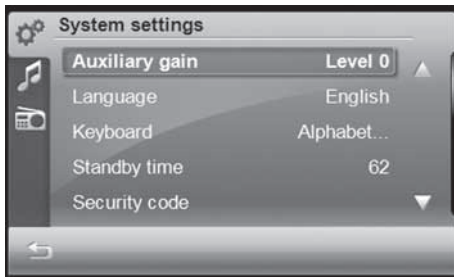 System settings
Auxiliary gain Level 0
Language English
Keyboard Alphabet...
Standby time 62
Security code